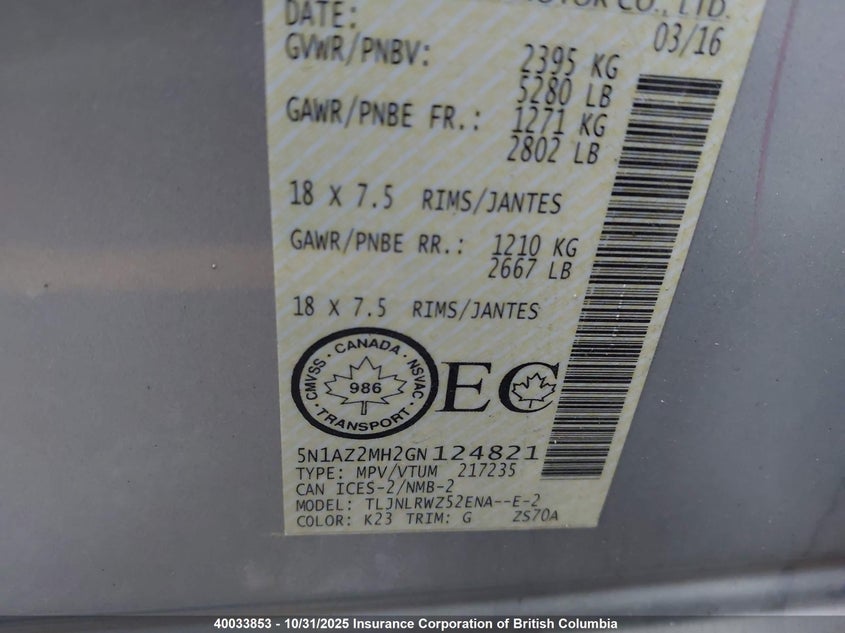 MOTOR CO., LTD.
DATE: 03/16
GVWR/PNBV: 2395 KG
5280 LB
GAWR/PNBE FR.: 1271 KG
2802 LB
18 X 7.5 RIMS/JANTES
GAWR/PNBE RR.: 1210 KG
2667 LB
18 X 7.5 RIMS/JANTES
CMVSS · CANADA · NSVAC
986
· TRANSPORT ·
EC
5N1AZ2MH2GN124821
TYPE: MPV/VTUM 217235
CAN ICES-2/NMB-2
MODEL: TLJNLRWZ52ENA--E-2
COLOR: K23 TRIM: G ZS70A
40033853 - 10/31/2025 Insurance Corporation of British Columbia